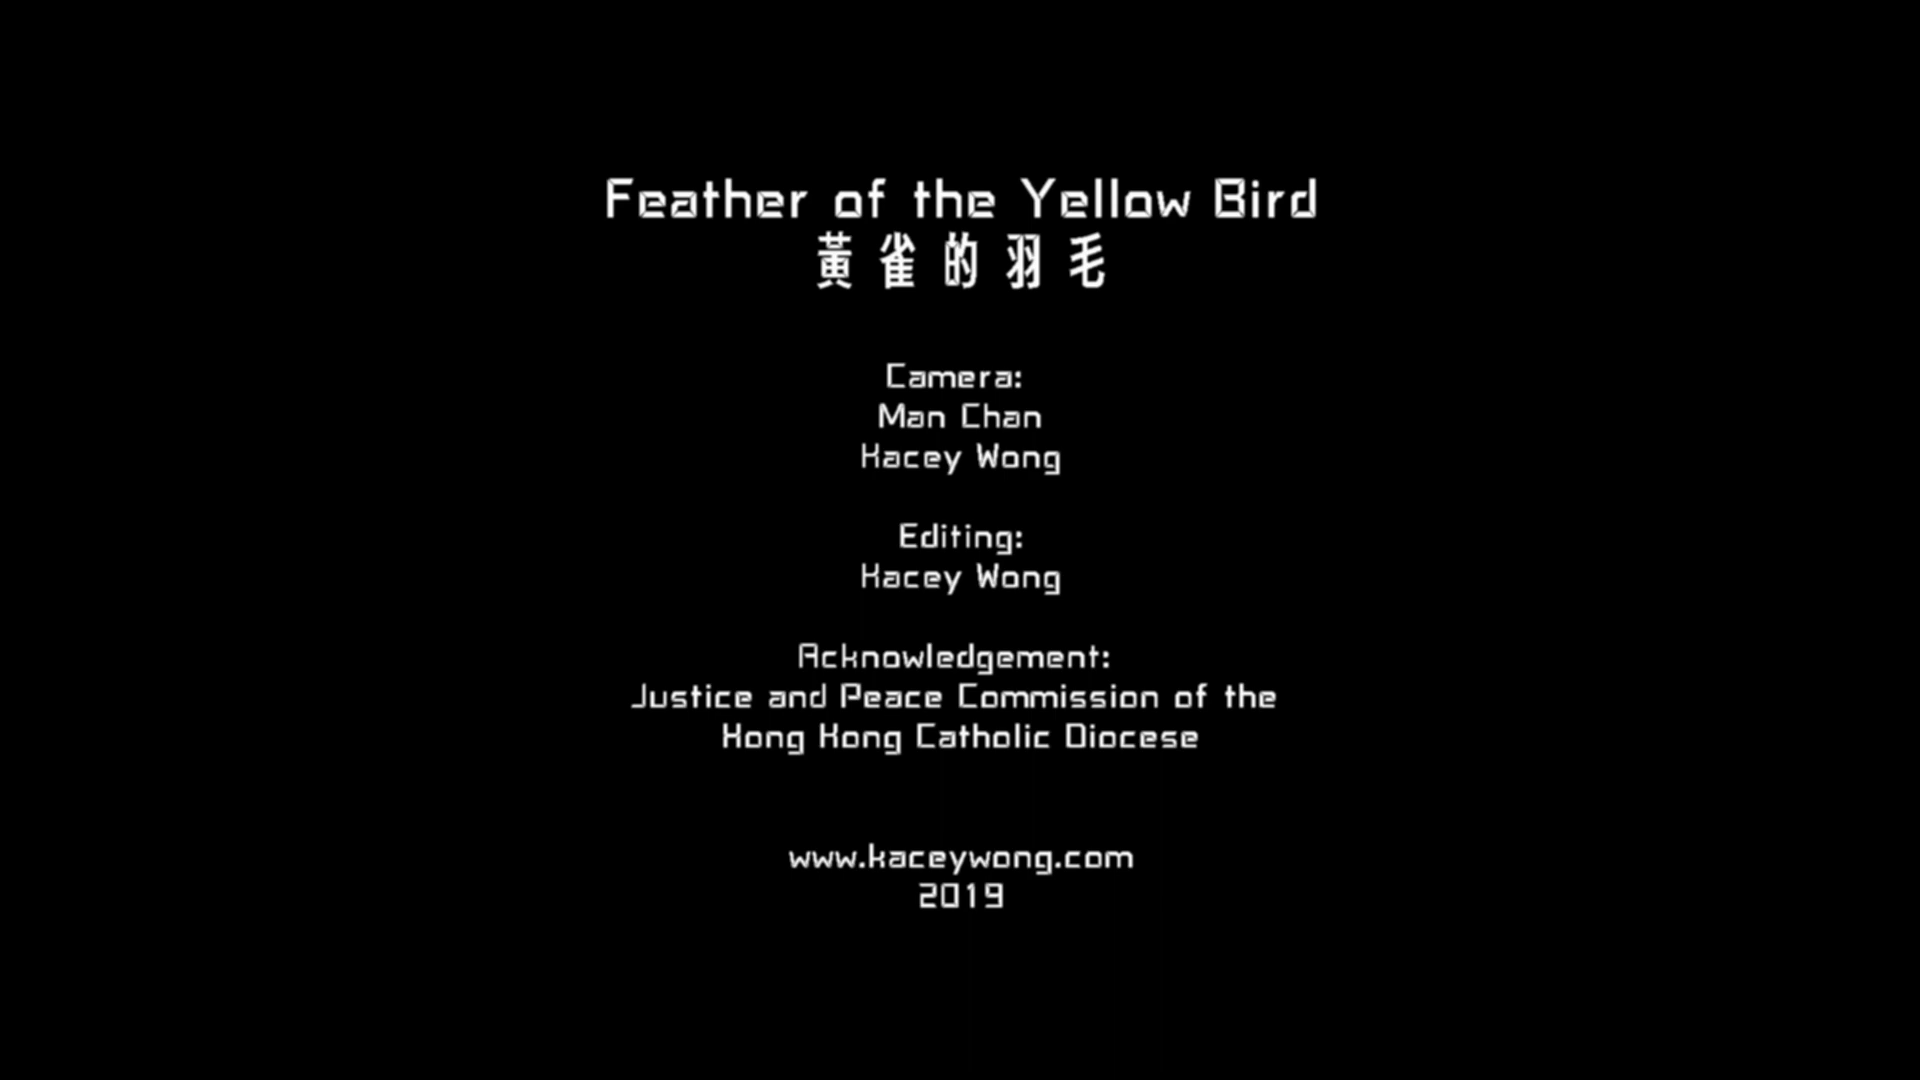 Feather of the Yellow Bird
黃雀的羽毛
Camera:
Man Chan
Kacey Wong
Editing:
Kacey Wong
Acknowledgement:
Justice and Peace Commission of the
Hong Kong Catholic Diocese
www.kaceywong.com
2019